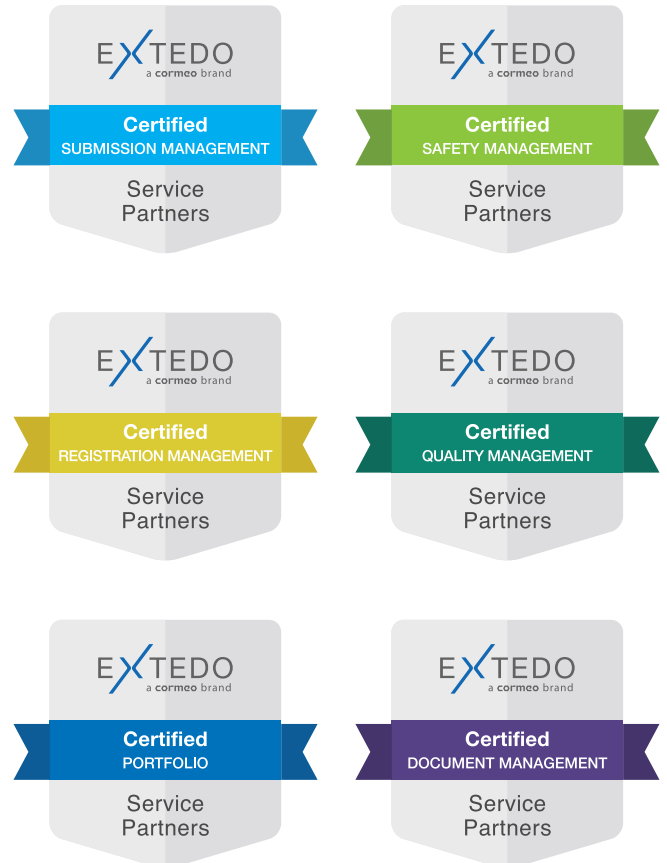 EXTEDO
a cormeo brand
Certified
SUBMISSION MANAGEMENT
Service
Partners
EXTEDO
a cormeo brand
Certified
SAFETY MANAGEMENT
Service
Partners
EXTEDO
a cormeo brand
Certified
REGISTRATION MANAGEMENT
Service
Partners
EXTEDO
a cormeo brand
Certified
QUALITY MANAGEMENT
Service
Partners
EXTEDO
a cormeo brand
Certified
PORTFOLIO
Service
Partners
EXTEDO
a cormeo brand
Certified
DOCUMENT MANAGEMENT
Service
Partners